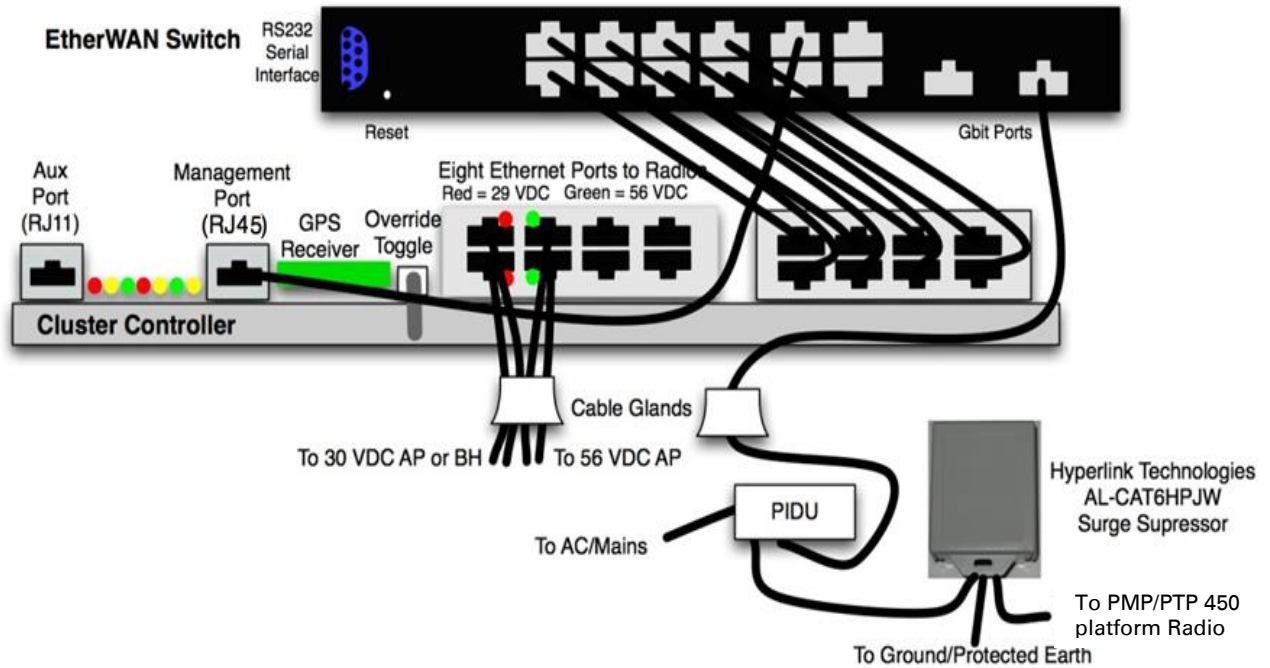 EtherWAN Switch
RS232
Serial
Interface
Reset
Gbit Ports
Aux
Port
(RJ11)
Management
Port
(RJ45)
GPS
Receiver
Override
Toggle
Eight Ethernet Ports to Radios
Red = 29 VDC Green = 56 VDC
Cluster Controller
Cable Glands
To 30 VDC AP or BH
To 56 VDC AP
PIDU
To AC/Mains
Hyperlink Technologies
AL-CAT6HPJW
Surge Supressor
To PMP/PTP 450
platform Radio
To Ground/Protected Earth